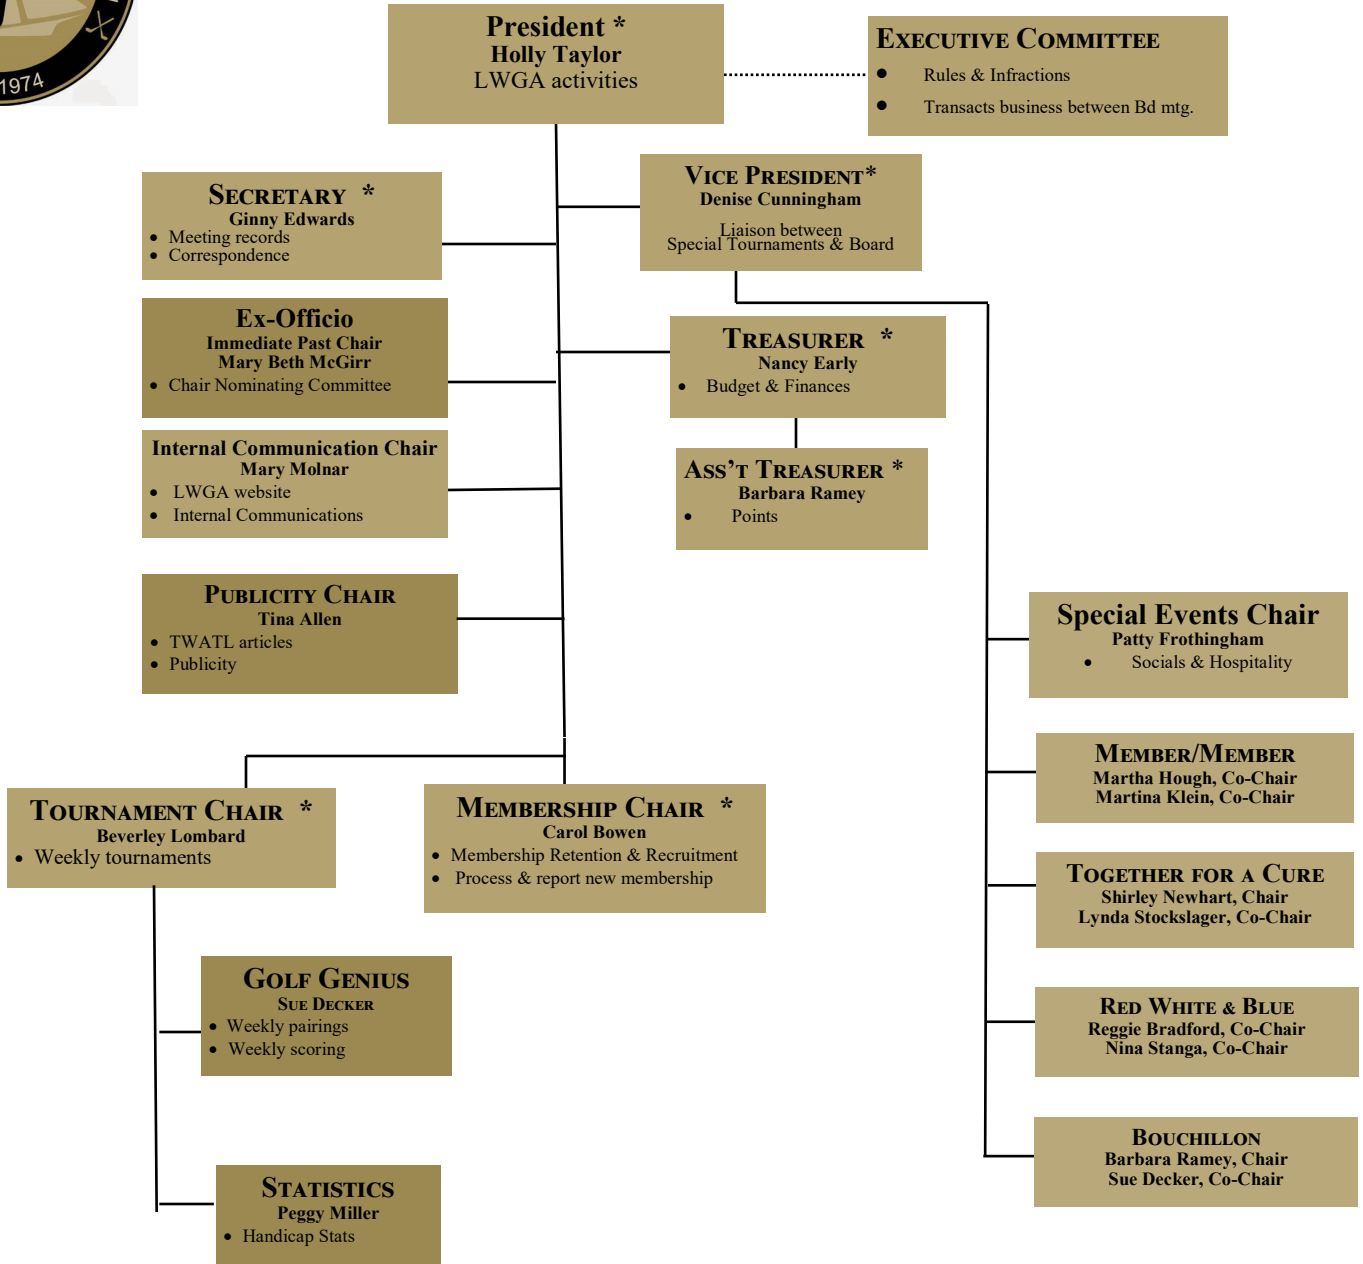 1974
President *
Holly Taylor
LWGA activities
EXECUTIVE COMMITTEE
• Rules & Infractions
• Transacts business between Bd mtg.
SECRETARY *
Ginny Edwards
• Meeting records
• Correspondence
VICE PRESIDENT*
Denise Cunningham
Liaison between
Special Tournaments & Board
Ex-Officio
Immediate Past Chair
Mary Beth McGirr
• Chair Nominating Committee
TREASURER *
Nancy Early
• Budget & Finances
Internal Communication Chair
Mary Molnar
• LWGA website
• Internal Communications
ASS'T TREASURER *
Barbara Ramey
• Points
PUBLICITY CHAIR
Tina Allen
• TWATL articles
• Publicity
Special Events Chair
Patty Frothingham
• Socials & Hospitality
MEMBER/MEMBER
Martha Hough, Co-Chair
Martina Klein, Co-Chair
TOURNAMENT CHAIR *
Beverley Lombard
• Weekly tournaments
MEMBERSHIP CHAIR *
Carol Bowen
• Membership Retention & Recruitment
• Process & report new membership
TOGETHER FOR A CURE
Shirley Newhart, Chair
Lynda Stockslager, Co-Chair
GOLF GENIUS
SUE DECKER
• Weekly pairings
• Weekly scoring
RED WHITE & BLUE
Reggie Bradford, Co-Chair
Nina Stanga, Co-Chair
BOUCHILLON
Barbara Ramey, Chair
Sue Decker, Co-Chair
STATISTICS
Peggy Miller
• Handicap Stats